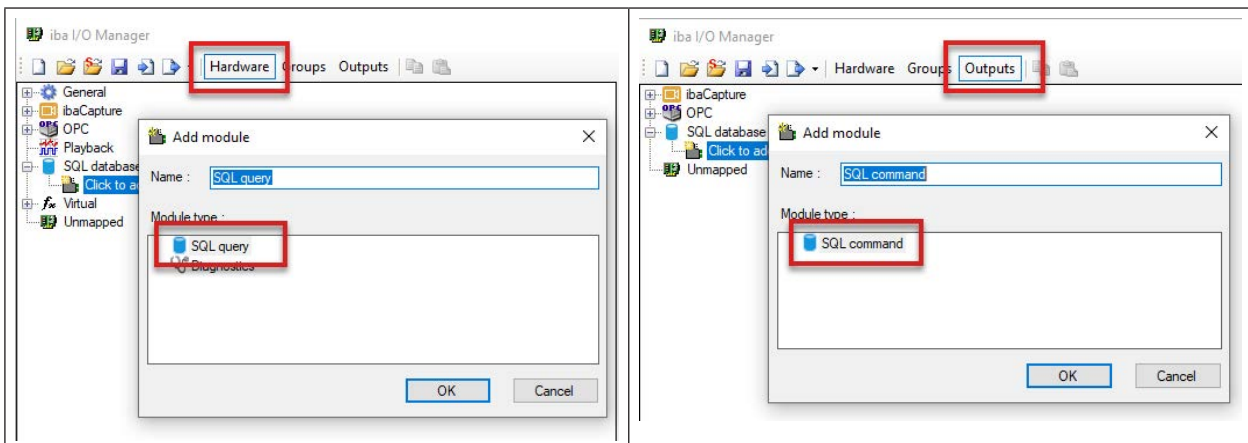 iba I/O Manager
Hardware Groups Outputs
General
ibaCapture
OPC
Playback
SQL database
Click to a
Virtual
Unmapped
Add module
Name :
SQL query
Module type :
SQL query
Diagnostics
OK Cancel
iba I/O Manager
Hardware Groups Outputs
ibaCapture
OPC
SQL database
Click to ad
Unmapped
Add module
Name :
SQL command
Module type :
SQL command
OK Cancel